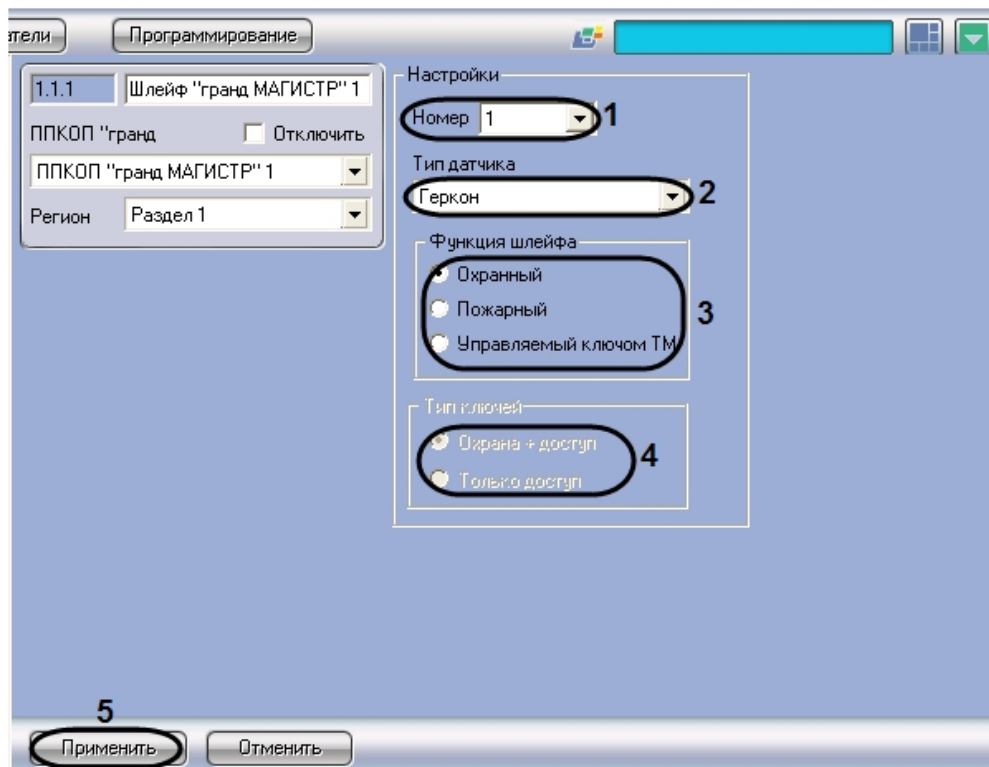 атели
Программирование
1.1.1
Шлейф "гранд МАГИСТР" 1
ППКОП "гранд
Отключить
ППКОП "гранд МАГИСТР" 1
Регион
Раздел 1
Настройки
Номер 1
1
Тип датчика
Геркон
2
Функция шлейфа
Охранный
Пожарный
Управляемый ключом ТМ
3
Тип ключей
Охрана + доступ
Только доступ
4
5
Применить
Отменить